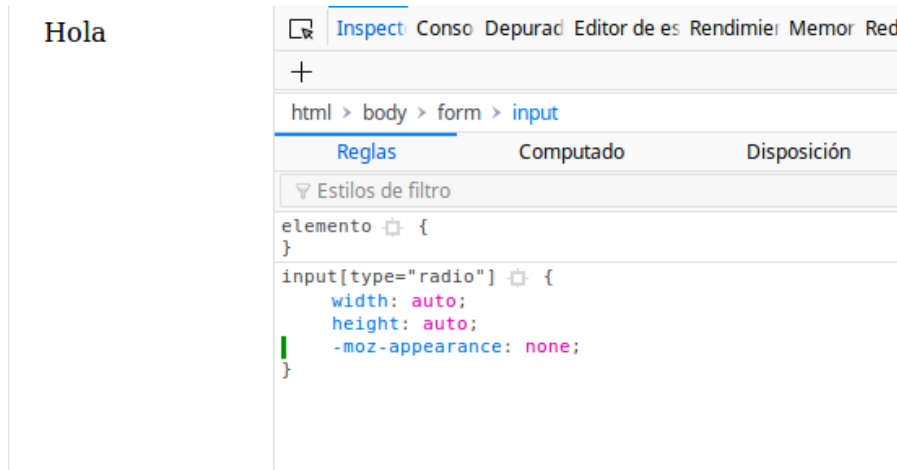 Hola
Inspect Conso Depurad Editor de es Rendimier Memor Red
+
html > body > form > input
Reglas Computado Disposición
Estilos de filtro
elemento {
}
input[type="radio"] {
width: auto;
height: auto;
-moz-appearance: none;
}